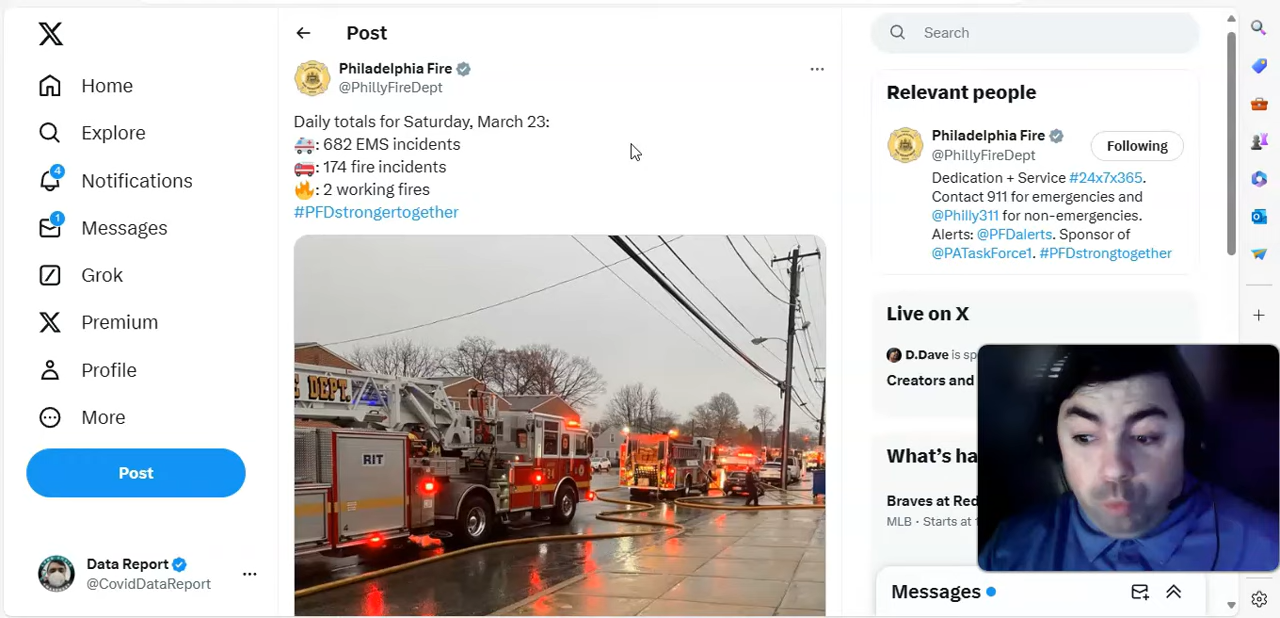 Home
Explore
4
Notifications
1
Messages
Grok
Premium
Profile
More
Post
Data Report
@CovidDataReport
Post
Philadelphia Fire
@PhillyFireDept
Daily totals for Saturday, March 23:
: 682 EMS incidents
: 174 fire incidents
: 2 working fires
#PFDstrongertogether
DEPT.
RIT
Search
Relevant people
Philadelphia Fire
@PhillyFireDept
Following
Dedication + Service #24x7x365.
Contact 911 for emergencies and
@Philly311 for non-emergencies.
Alerts: @PFDalerts. Sponsor of
@PATaskForce1. #PFDstrongtogether
Live on X
D.Dave is sp
Creators and
What's ha
Braves at Red
MLB · Starts at
Messages